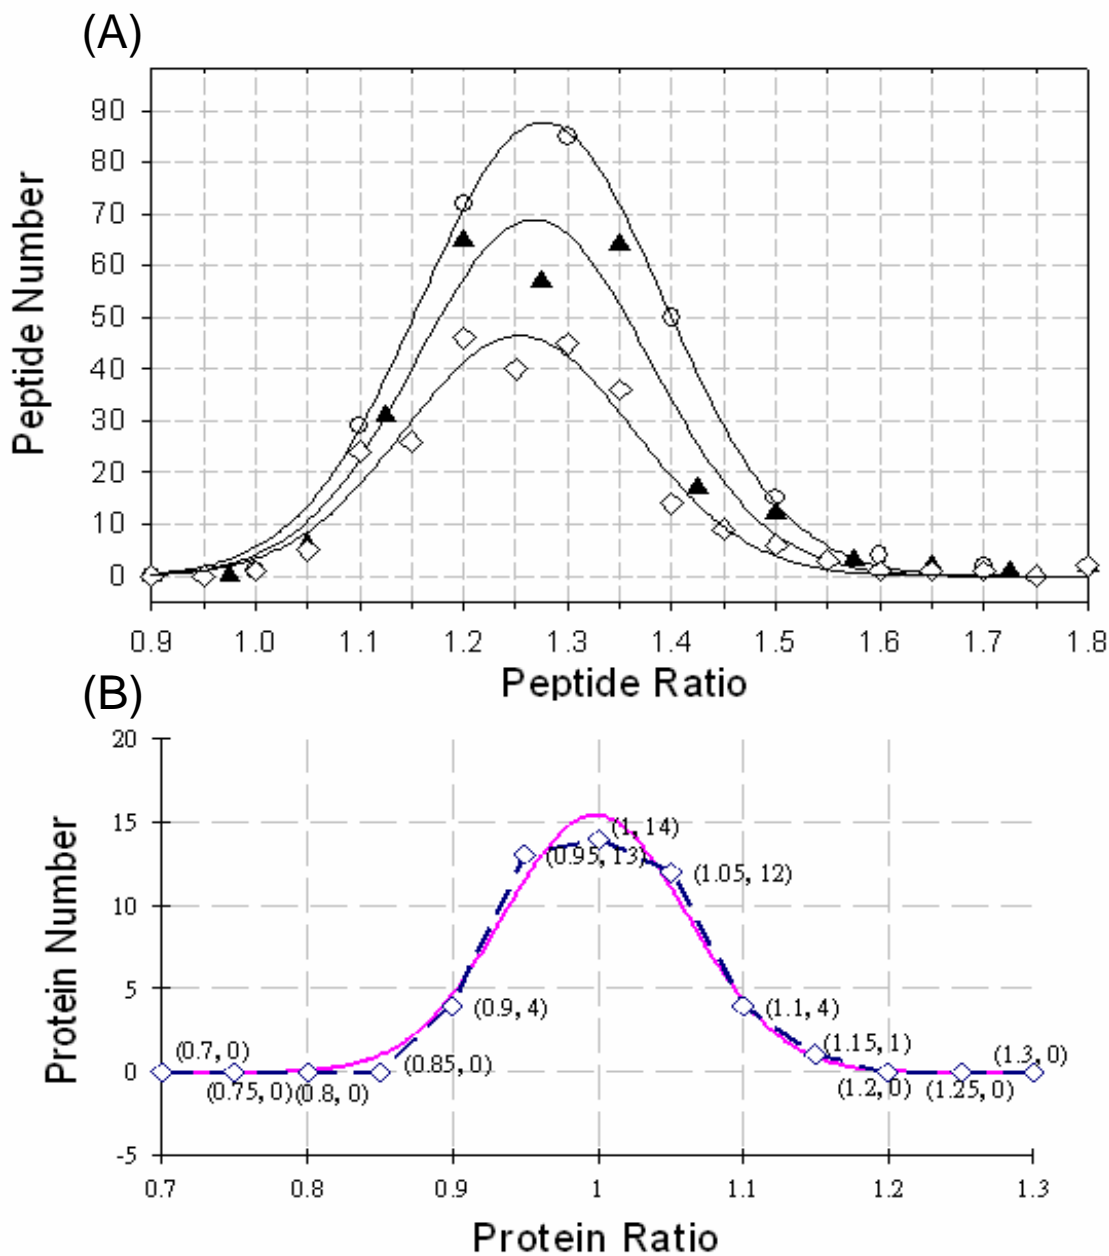 (A)
90
80
70
60
50
40
30
20
10
0
Peptide Number
0.9 1.0 1.1 1.2 1.3 1.4 1.5 1.6 1.7 1.8
Peptide Ratio
(B)
20
15
10
5
0
-5
Protein Number
(1, 14)
(0.95, 13)
(1.05, 12)
(0.9, 4)
(1.1, 4)
(0.7, 0)
(0.85, 0)
(1.15, 1)
(1.3, 0)
(0.75, 0) (0.8, 0)
(1.2, 0) (1.25, 0)
0.7 0.8 0.9 1 1.1 1.2 1.3
Protein Ratio